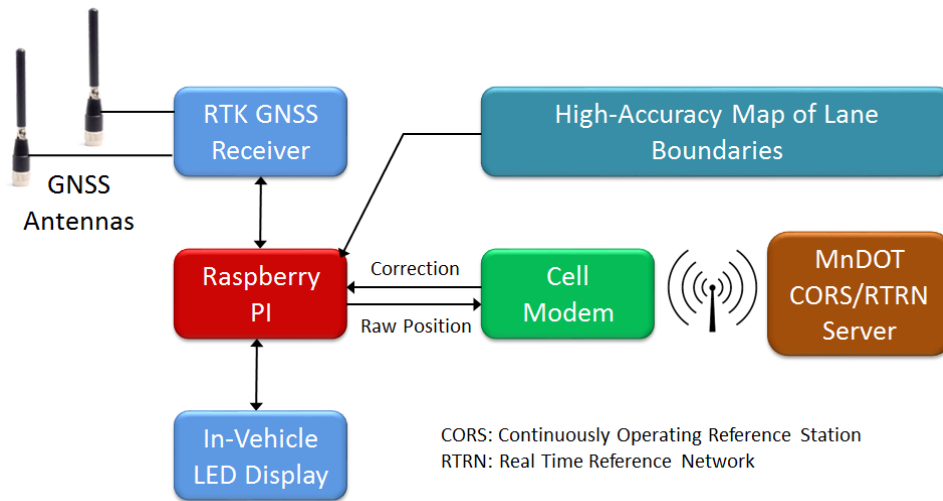 RTK GNSS
Receiver
High-Accuracy Map of Lane
Boundaries
GNSS
Antennas
Raspberry
PI
Correction
Raw Position
Cell
Modem
MnDOT
CORS/RTRN
Server
In-Vehicle
LED Display
CORS: Continuously Operating Reference Station
RTRN: Real Time Reference Network